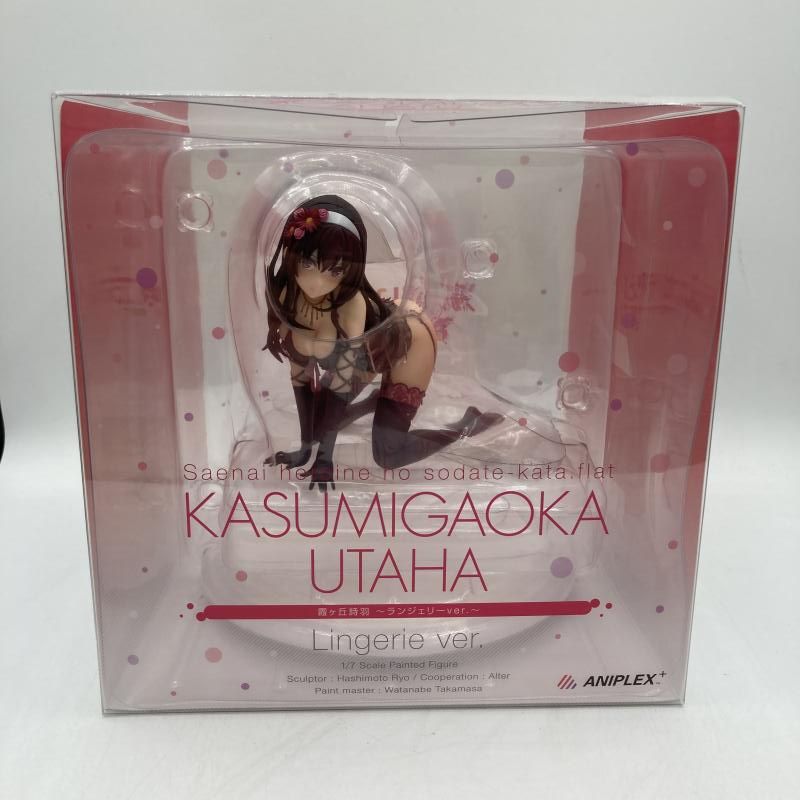 Saenai heroine no sodate-kata.flat
KASUMIGAOKA
UTAHA
霞ヶ丘詩羽 ～ランジェリーver.～
Lingerie ver.
1/7 Scale Painted Figure
Sculptor : Hashimoto Ryo / Cooperation : Alter
Paint master : Watanabe Takamasa
ANIPLEX+